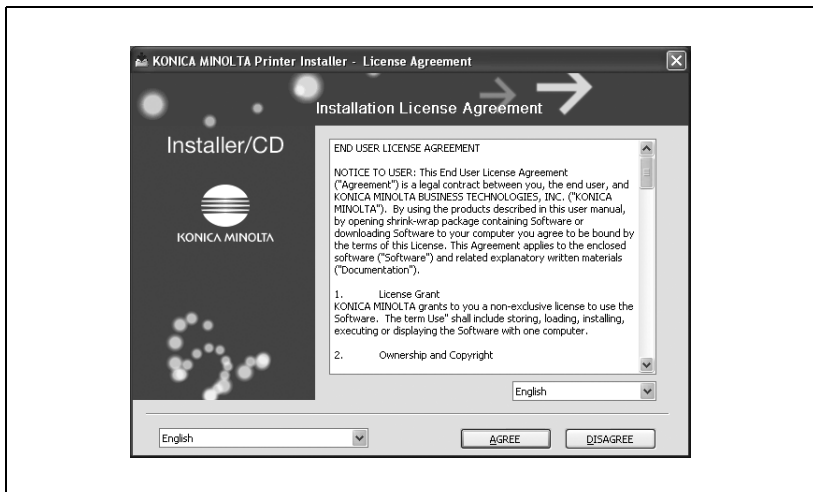 KONICA MINOLTA Printer Installer - License Agreement
Installation License Agreement
Installer/CD
KONICA MINOLTA
END USER LICENSE AGREEMENT
NOTICE TO USER: This End User License Agreement
("Agreement") is a legal contract between you, the end user, and
KONICA MINOLTA BUSINESS TECHNOLOGIES, INC. ("KONICA
MINOLTA"). By using the products described in this user manual,
by opening shrink-wrap package containing Software or
downloading Software to your computer you agree to be bound by
the terms of this License. This Agreement applies to the enclosed
software ("Software") and related explanatory written materials
("Documentation").
1. License Grant
KONICA MINOLTA grants to you a non-exclusive license to use the
Software. The term Use" shall include storing, loading, installing,
executing or displaying the Software with one computer.
2. Ownership and Copyright
English
English
AGREE
DISAGREE